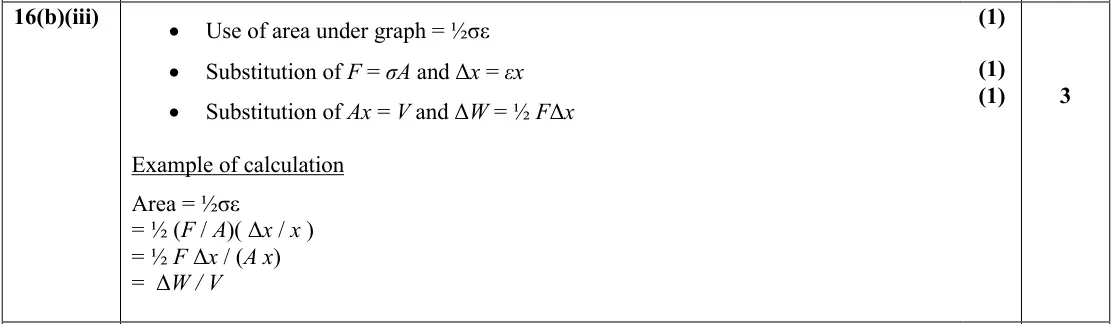 16(b)(iii)
• Use of area under graph = ½σε (1)
• Substitution of F = σA and Δx = εx (1)
• Substitution of Ax = V and ΔW = ½ FΔx (1) 3
Example of calculation
Area = ½σε
= ½ (F / A)( Δx / x )
= ½ F Δx / (A x)
= ΔW / V